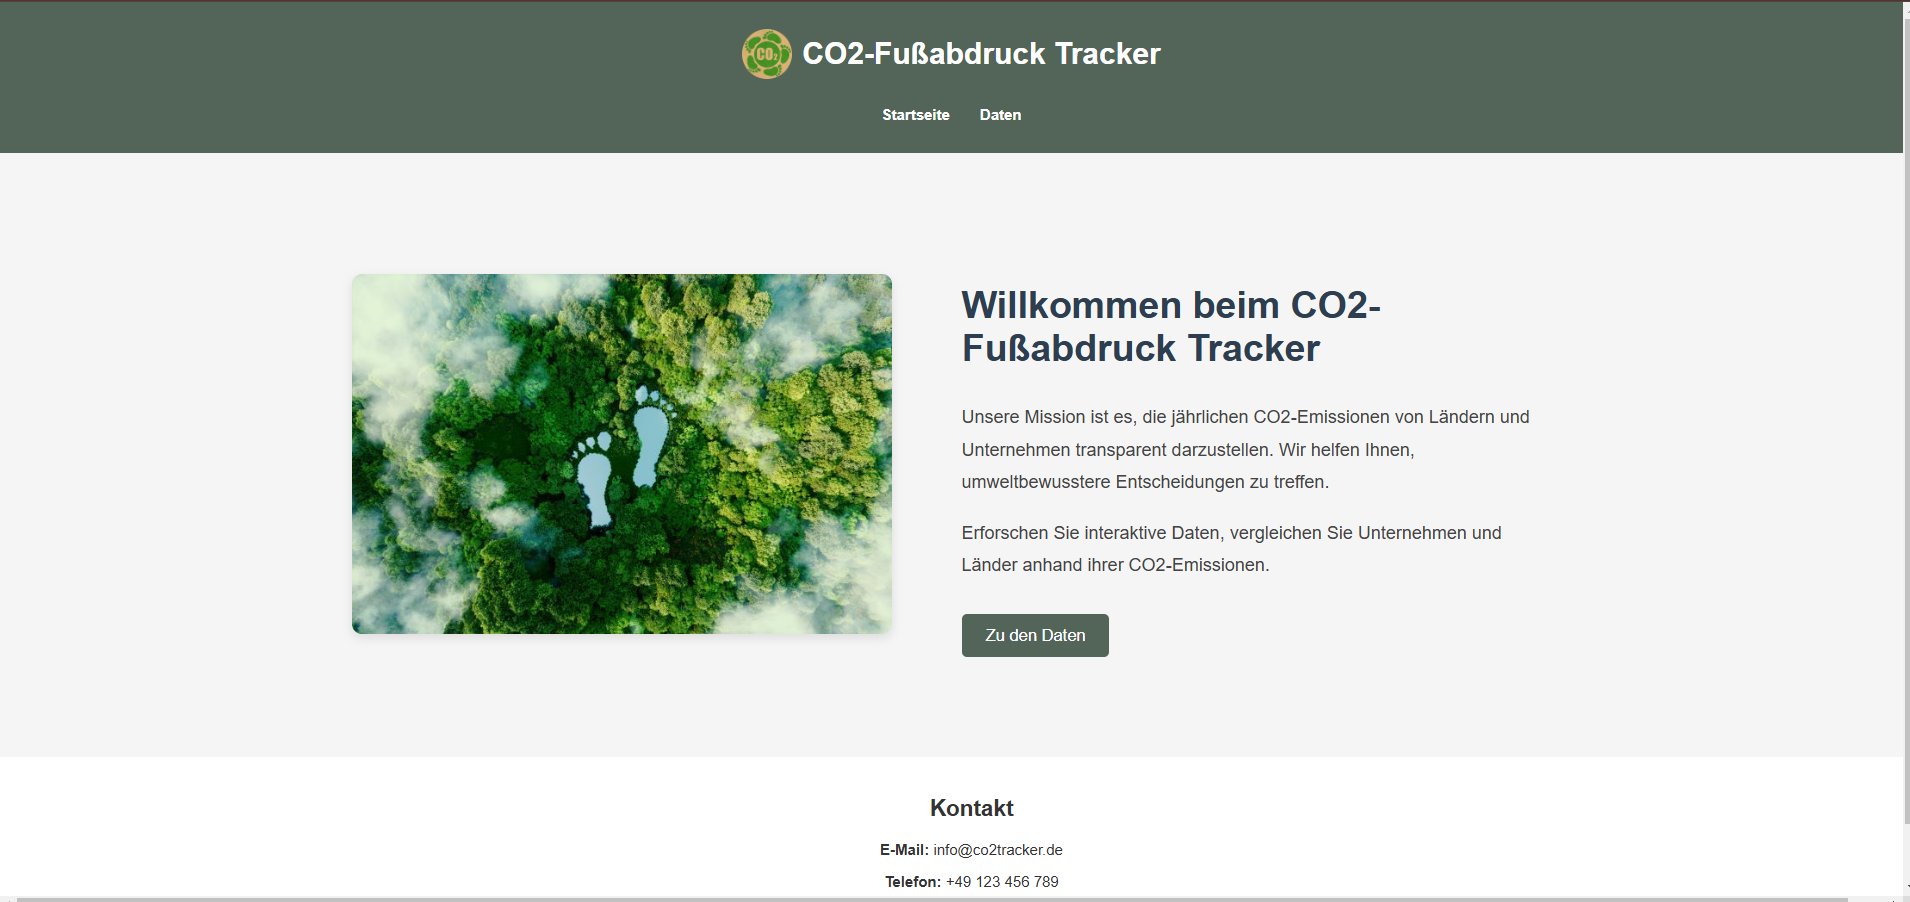 CO2
CO2-Fußabdruck Tracker
Startseite Daten
Willkommen beim CO2-
Fußabdruck Tracker
Unsere Mission ist es, die jährlichen CO2-Emissionen von Ländern und
Unternehmen transparent darzustellen. Wir helfen Ihnen,
umweltbewusstere Entscheidungen zu treffen.
Erforschen Sie interaktive Daten, vergleichen Sie Unternehmen und
Länder anhand ihrer CO2-Emissionen.
Zu den Daten
Kontakt
E-Mail: info@co2tracker.de
Telefon: +49 123 456 789